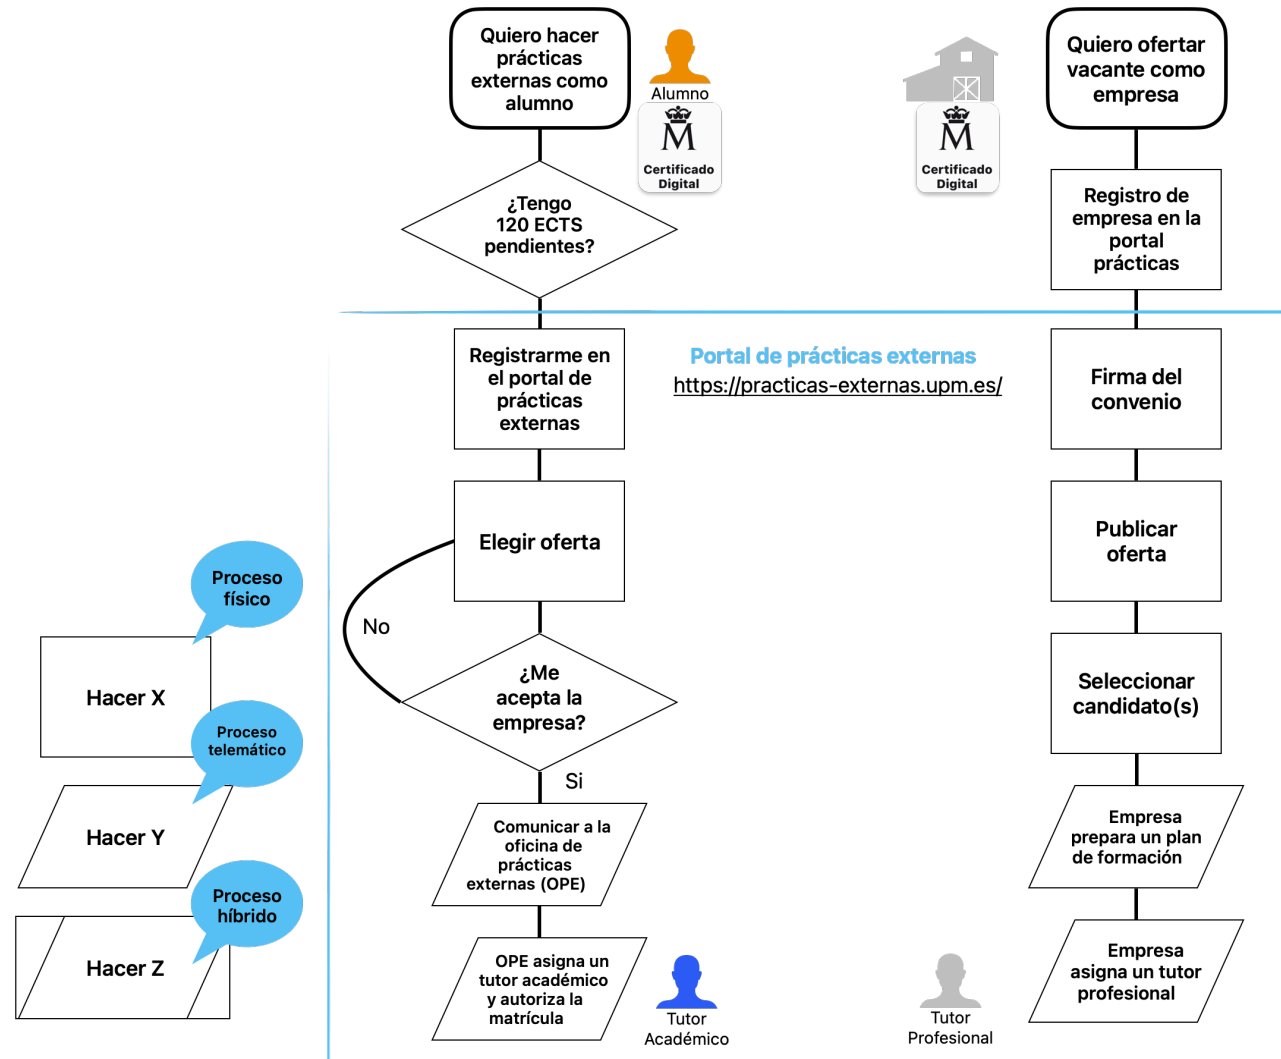 Quiero hacer
prácticas
externas como
alumno
Alumno
Certificado
Digital
Certificado
Digital
Quiero ofertar
vacante como
empresa
¿Tengo
120 ECTS
pendientes?
Registro de
empresa en la
portal
prácticas
Registrarme en
el portal de
prácticas
externas
Portal de prácticas externas
https://practicas-externas.upm.es/
Firma del
convenio
Elegir oferta
Publicar
oferta
No
¿Me
acepta la
empresa?
Si
Seleccionar
candidato(s)
Proceso
físico
Hacer X
Proceso
telemático
Hacer Y
Proceso
híbrido
Hacer Z
Comunicar a la
oficina de
prácticas
externas (OPE)
Empresa
prepara un plan
de formación
OPE asigna un
tutor académico
y autoriza la
matrícula
Tutor
Académico
Tutor
Profesional
Empresa
asigna un tutor
profesional